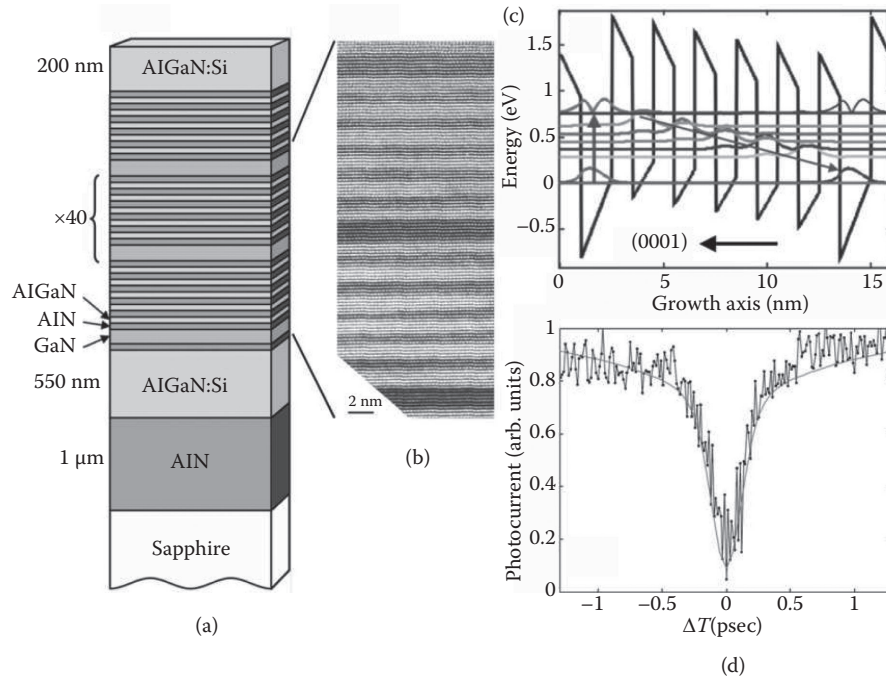 200 nm
AlGaN:Si
×40
AlGaN
AlN
GaN
550 nm
AlGaN:Si
1 μm
AlN
Sapphire
(a)
2 nm
(b)
(c)
Energy (eV)
1.5
1
0.5
0
−0.5
(0001)
0
5
10
15
Growth axis (nm)
Photocurrent (arb. units)
1
0.8
0.6
0.4
0.2
0
−1
−0.5
0
0.5
1
ΔT(psec)
(d)